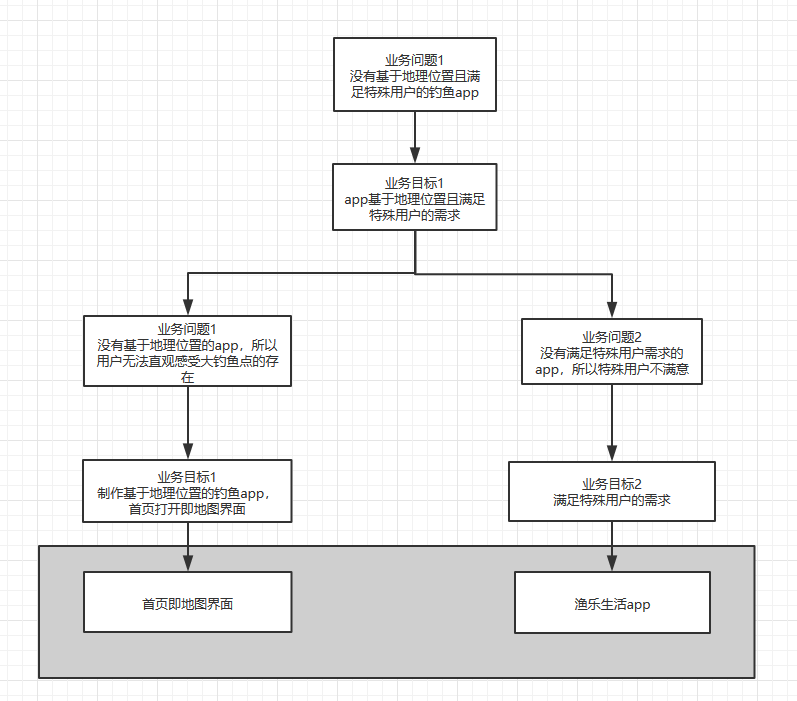 业务问题1
没有基于地理位置且满
足特殊用户的钓鱼app
业务目标1
app基于地理位置且满足
特殊用户的需求
业务问题1
没有基于地理位置的app，所以
用户无法直观感受大钓鱼点的存
在
业务问题2
没有满足特殊用户需求的
app，所以特殊用户不满意
业务目标1
制作基于地理位置的钓鱼app，
首页打开即地图界面
业务目标2
满足特殊用户的需求
首页即地图界面
渔乐生活app